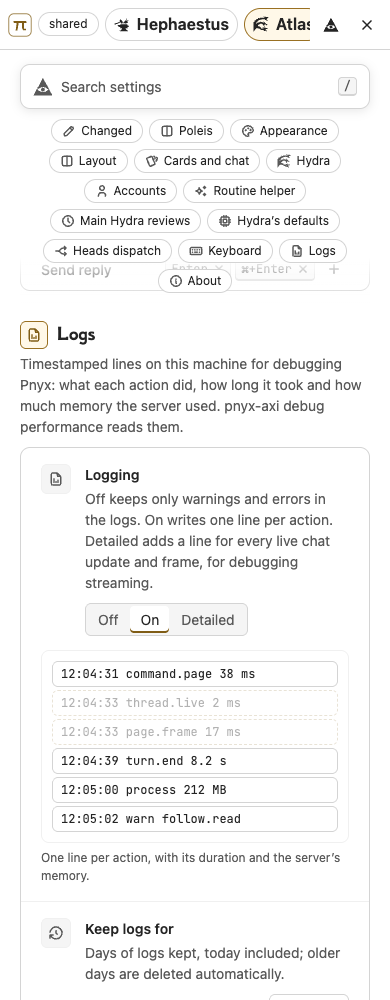 π shared Hephaestus Atlas
Search settings /
Changed Poleis Appearance
Layout Cards and chat Hydra
Accounts Routine helper
Main Hydra reviews Hydra's defaults
Heads dispatch Keyboard Logs
Send reply Enter × ⌘+Enter × +
About
Logs
Timestamped lines on this machine for debugging
Pnyx: what each action did, how long it took and how
much memory the server used. pnyx-axi debug
performance reads them.
Logging
Off keeps only warnings and errors in
the logs. On writes one line per action.
Detailed adds a line for every live chat
update and frame, for debugging
streaming.
Off On Detailed
12:04:31 command.page 38 ms
12:04:33 thread.live 2 ms
12:04:33 page.frame 17 ms
12:04:39 turn.end 8.2 s
12:05:00 process 212 MB
12:05:02 warn follow.read
One line per action, with its duration and the server's
memory.
Keep logs for
Days of logs kept, today included; older
days are deleted automatically.